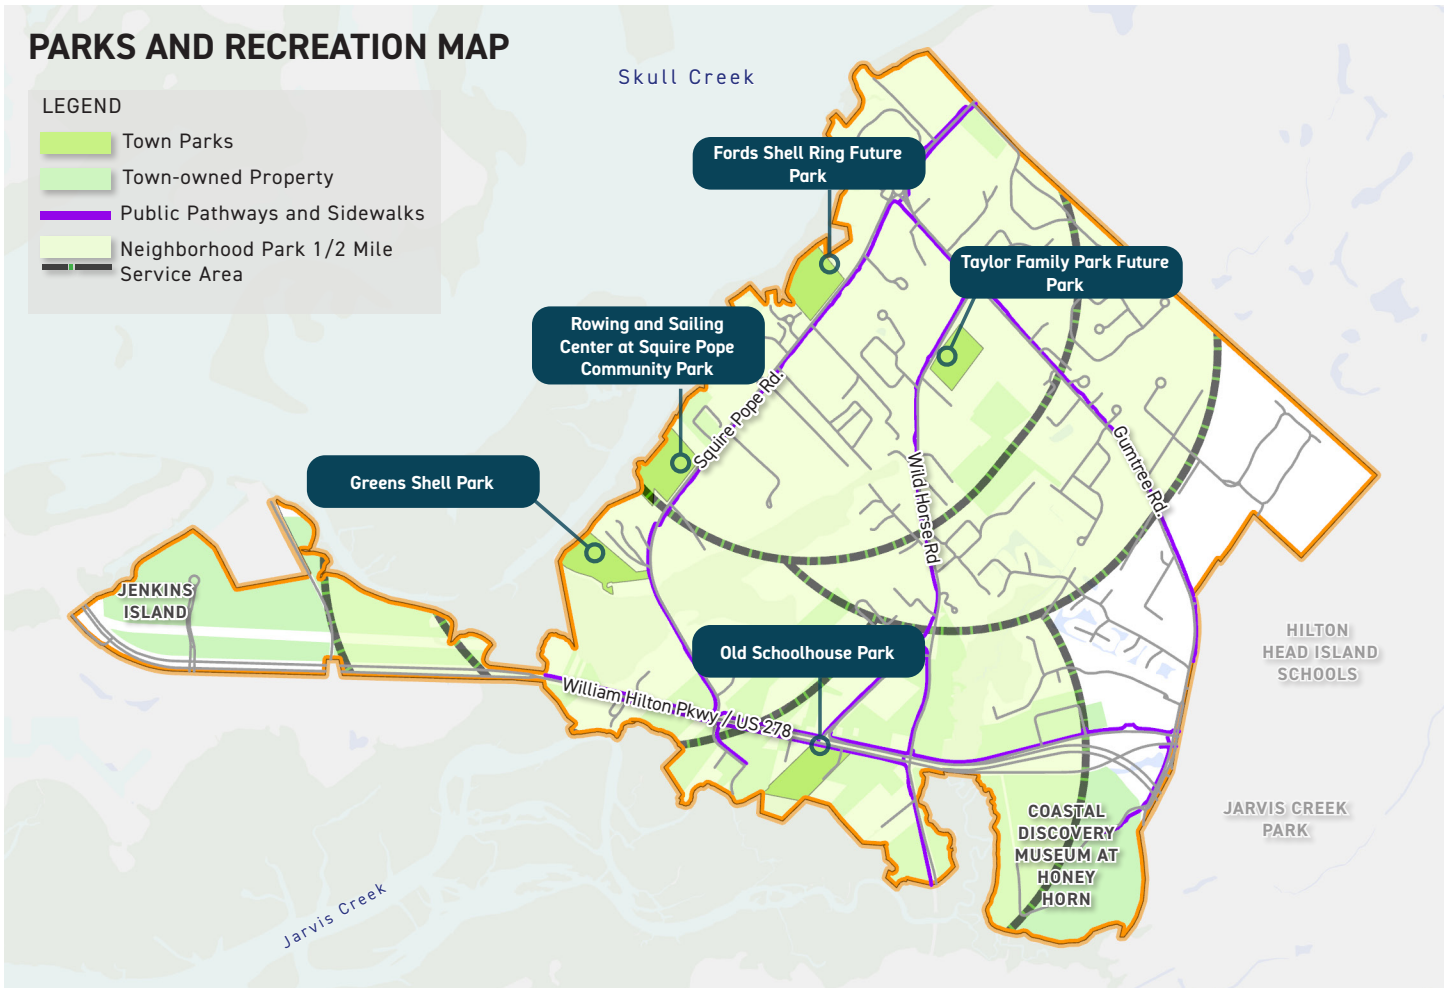 PARKS AND RECREATION MAP
LEGEND
Town Parks
Town-owned Property
Public Pathways and Sidewalks
Neighborhood Park 1/2 Mile
Service Area
Skull Creek
Fords Shell Ring Future
Park
Taylor Family Park Future
Park
Rowing and Sailing
Center at Squire Pope
Community Park
Squire Pope Rd.
Gumtree Rd.
Wild Horse Rd
Greens Shell Park
JENKINS
ISLAND
Old Schoolhouse Park
HILTON
HEAD ISLAND
SCHOOLS
William Hilton Pkwy / US 278
COASTAL
DISCOVERY
MUSEUM AT
HONEY
HORN
JARVIS CREEK
PARK
Jarvis Creek